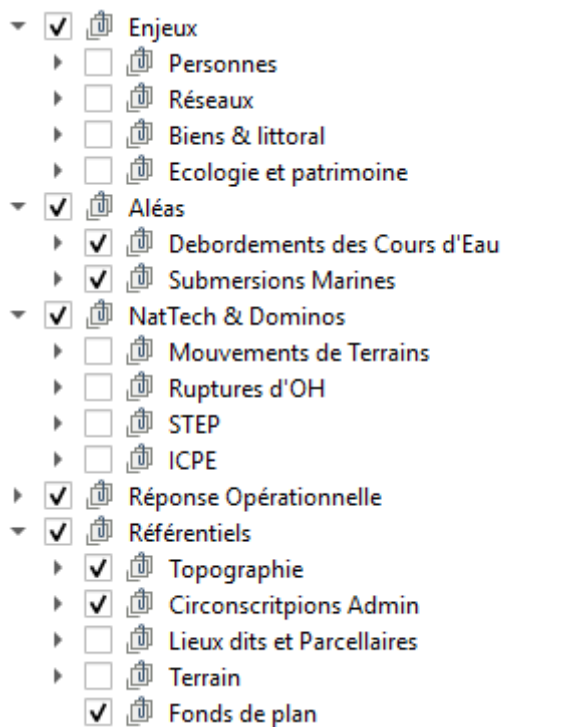 Enjeux
Personnes
Réseaux
Biens & littoral
Ecologie et patrimoine
Aléas
Debordements des Cours d'Eau
Submersions Marines
NatTech & Dominos
Mouvements de Terrains
Ruptures d'OH
STEP
ICPE
Réponse Opérationnelle
Référentiels
Topographie
Circonscritpions Admin
Lieux dits et Parcellaires
Terrain
Fonds de plan